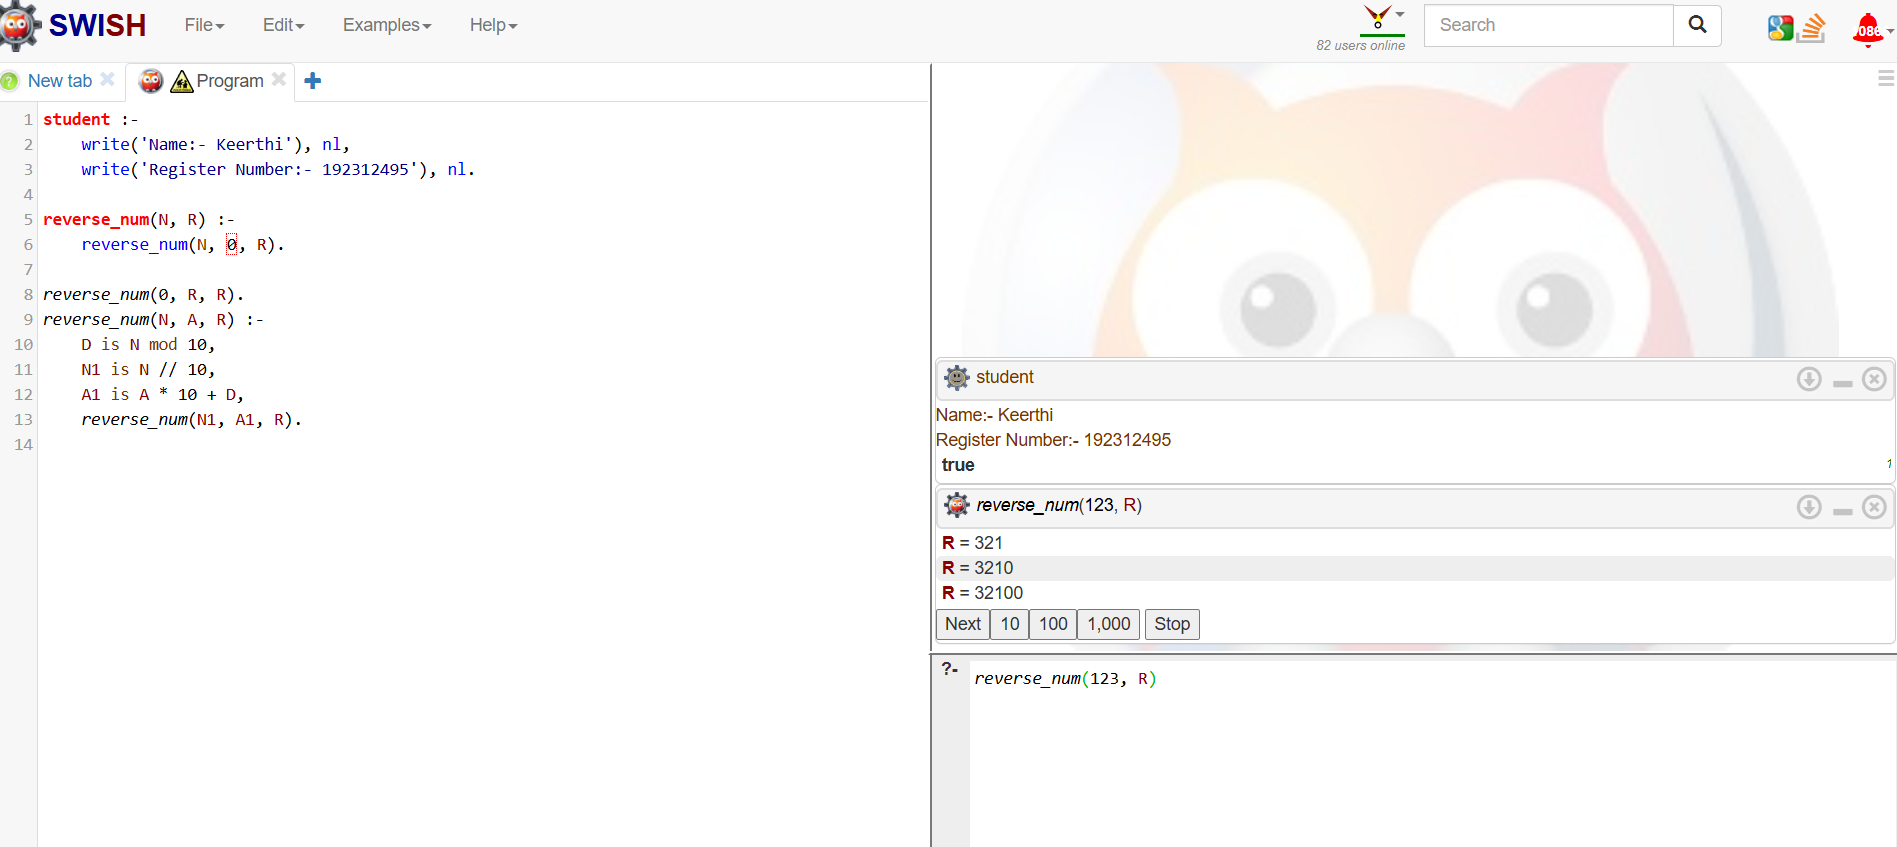 SWISH File Edit Examples Help 82 users online Search
New tab Program
1 student :-
2 write('Name:- Keerthi'), nl,
3 write('Register Number:- 192312495'), nl.
4
5 reverse_num(N, R) :-
6 reverse_num(N, 0, R).
7
8 reverse_num(0, R, R).
9 reverse_num(N, A, R) :-
10 D is N mod 10,
11 N1 is N // 10,
12 A1 is A * 10 + D,
13 reverse_num(N1, A1, R).
14
student
Name:- Keerthi
Register Number:- 192312495
true 1
reverse_num(123, R)
R = 321
R = 3210
R = 32100
Next 10 100 1,000 Stop
?- reverse_num(123, R)